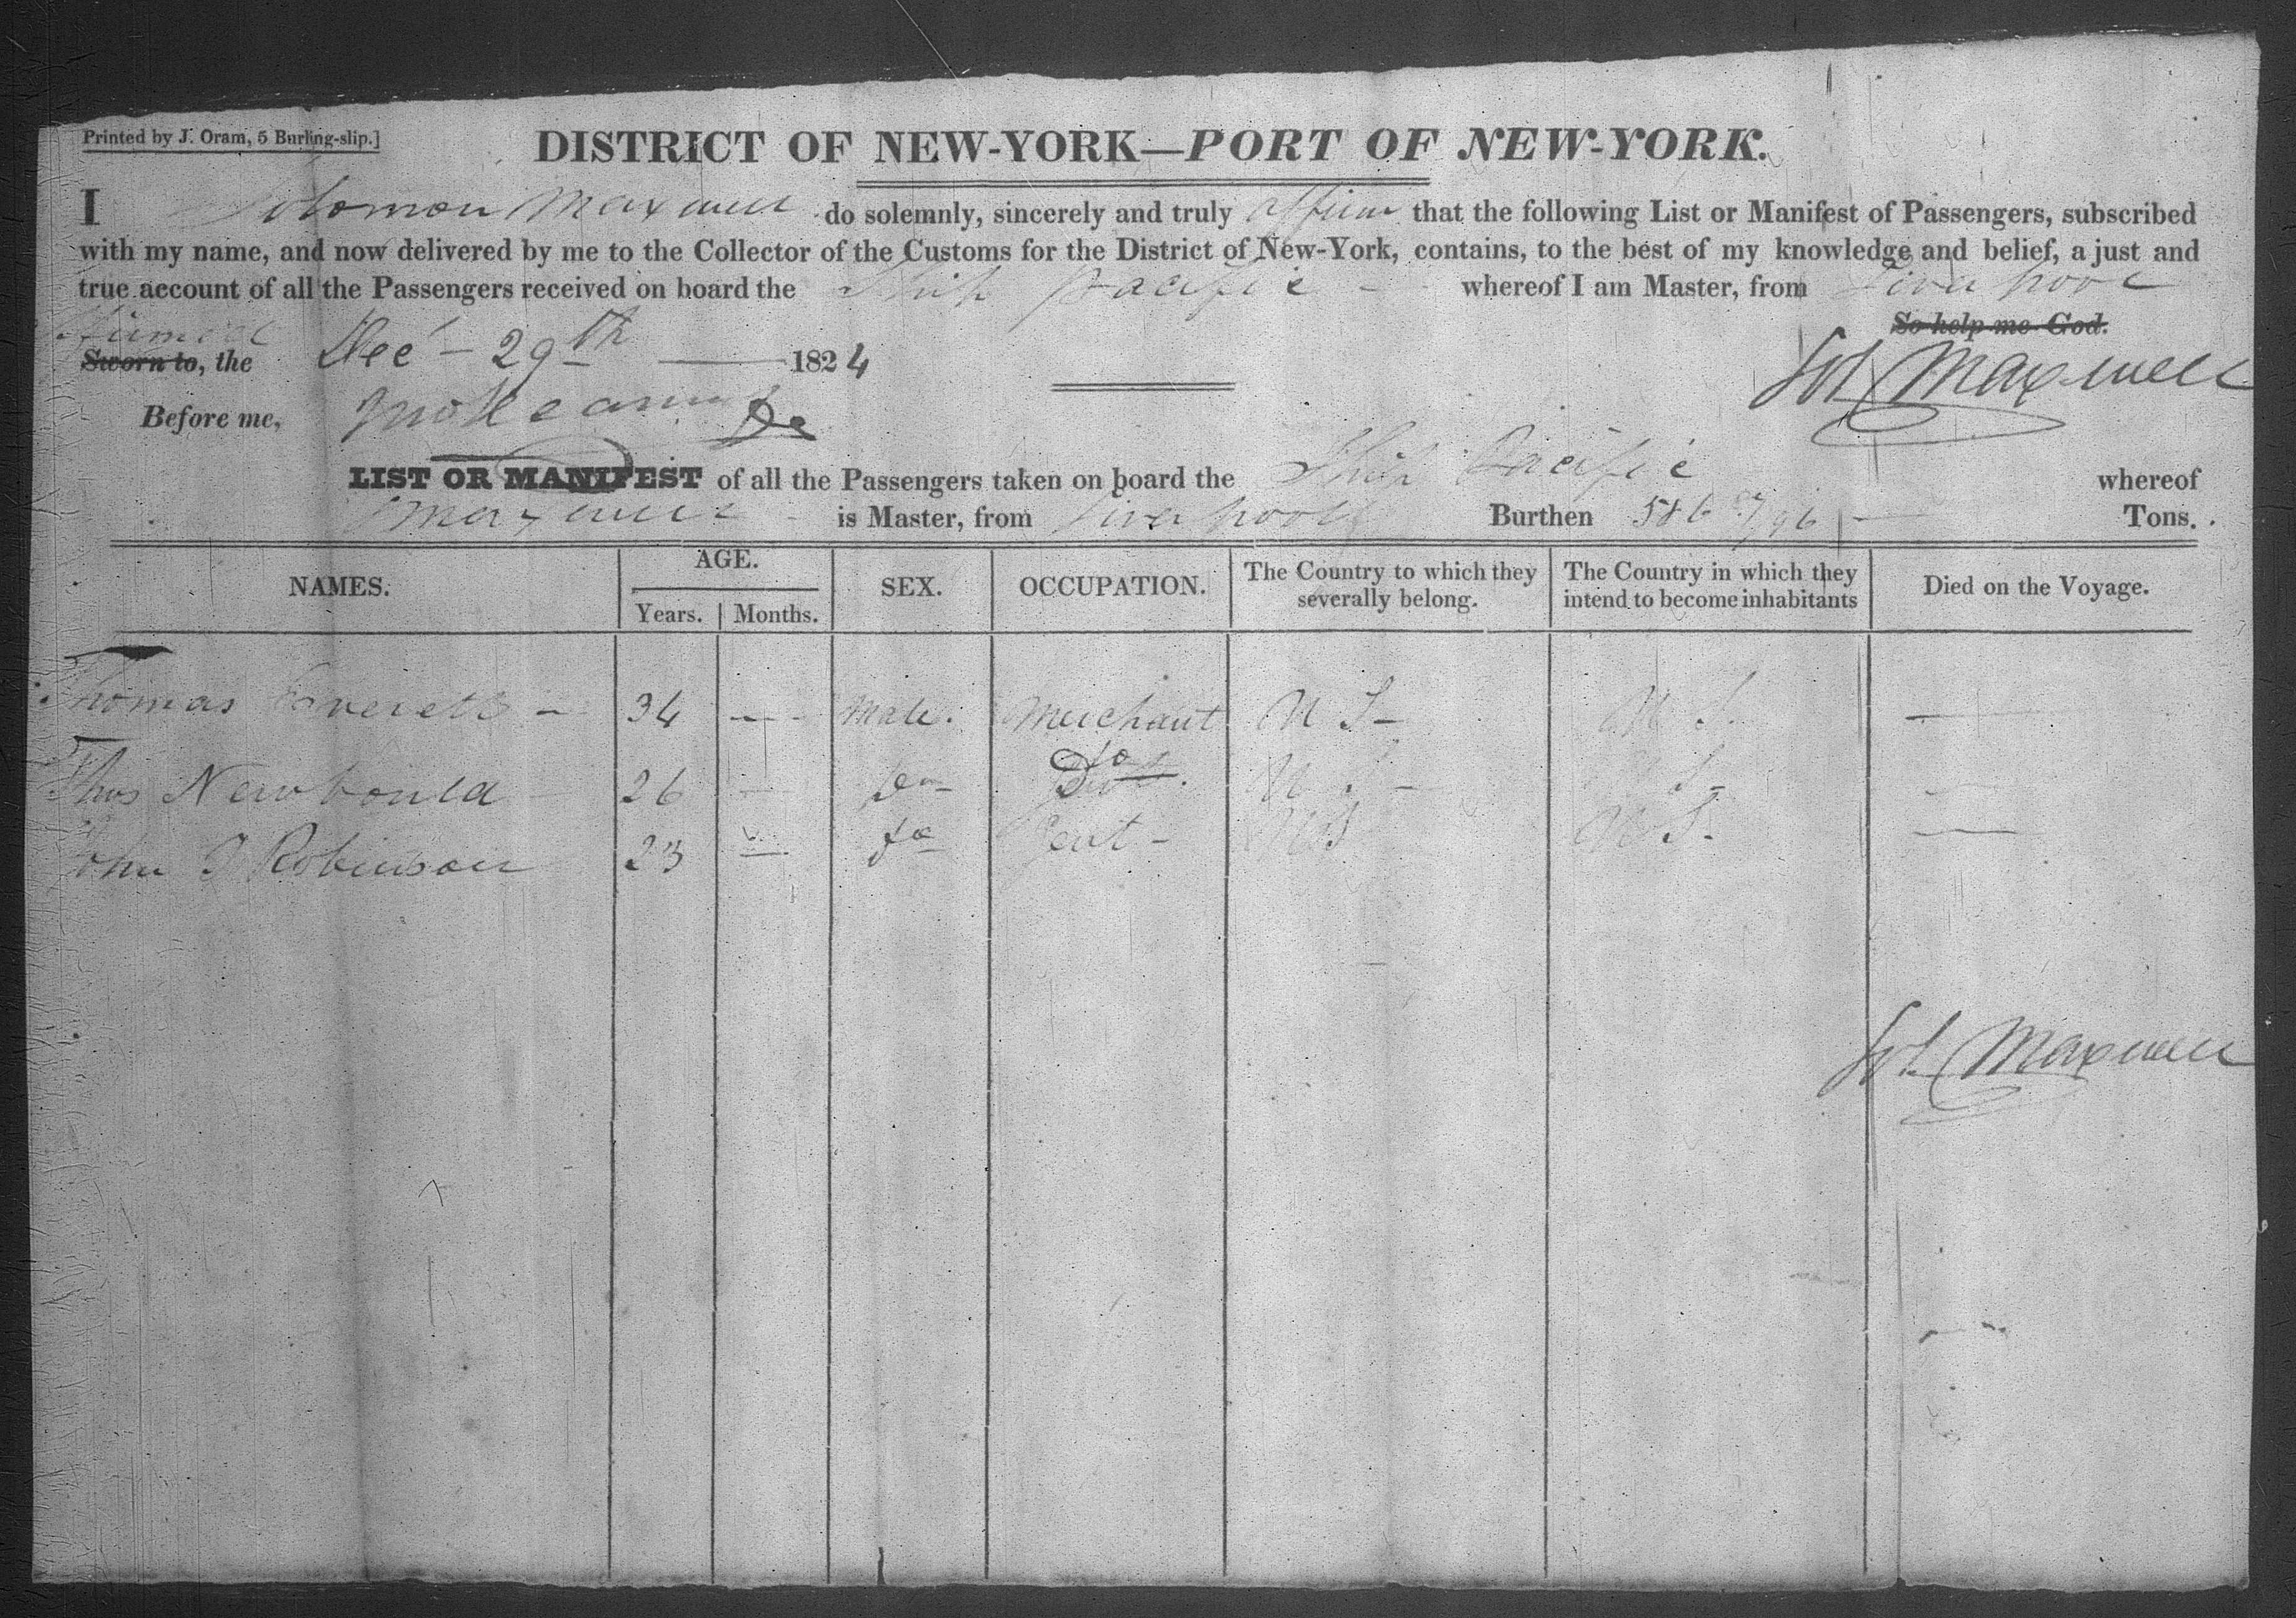 Printed by J. Oram, 5 Burling-slip.]
DISTRICT OF NEW-YORK—PORT OF NEW-YORK.
I Solomon Maxwell do solemnly, sincerely and truly affirm that the following List or Manifest of Passengers, subscribed
with my name, and now delivered by me to the Collector of the Customs for the District of New-York, contains, to the best of my knowledge and belief, a just and
true account of all the Passengers received on board the Ship Pacific whereof I am Master, from Liverpool
So help me God.
affirmed
Sworn to, the Decr 29th 1824
Sol Maxwell
Before me,
LIST OR MANIFEST of all the Passengers taken on board the Ship Pacific whereof
Maxwell is Master, from Liverpool Burthen 586 /96 Tons.
NAMES. AGE. Years. Months. SEX. OCCUPATION. The Country to which they severally belong. The Country in which they intend to become inhabitants Died on the Voyage.
Thomas Everett — 34 — Male. Merchant U S — U S. —
Thos Newbould 26 — Do Do. U S — U S — —
John J Robinson 23 — do Gent — U S U S. —
Sol Maxwell